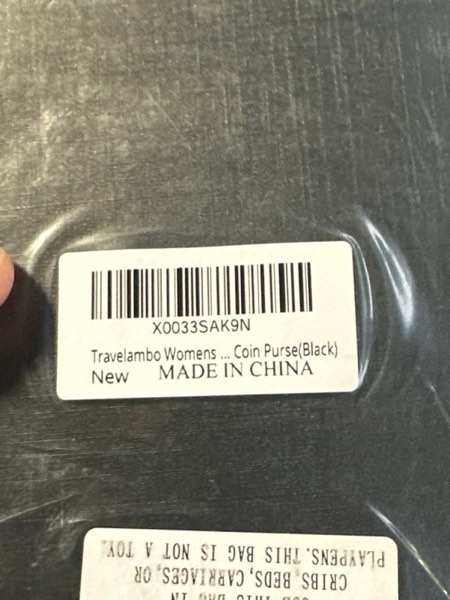 X0033SAK9N
Travelambo Womens ... Coin Purse(Black)
New MADE IN CHINA
CRIBS, BEDS, CARRIAGES, OR
PLAYPENS. THIS BAG IS NOT A TOY.